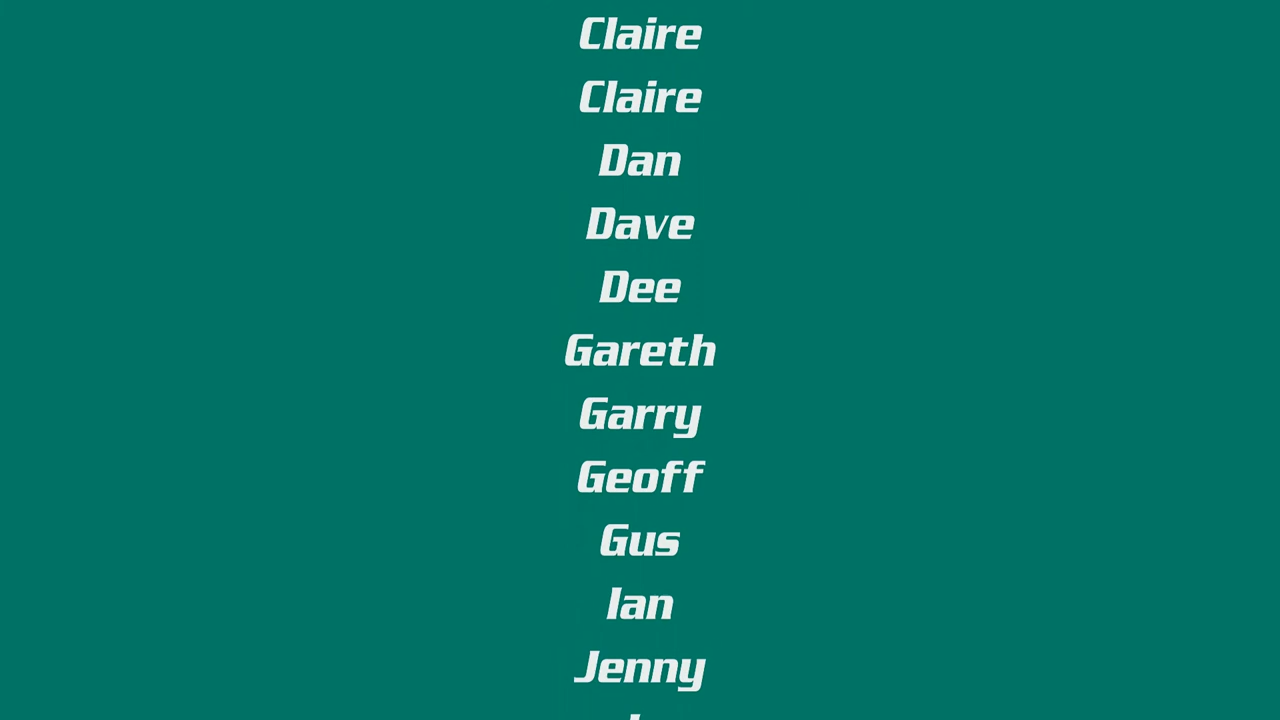 Claire
Claire
Dan
Dave
Dee
Gareth
Garry
Geoff
Gus
Ian
Jenny